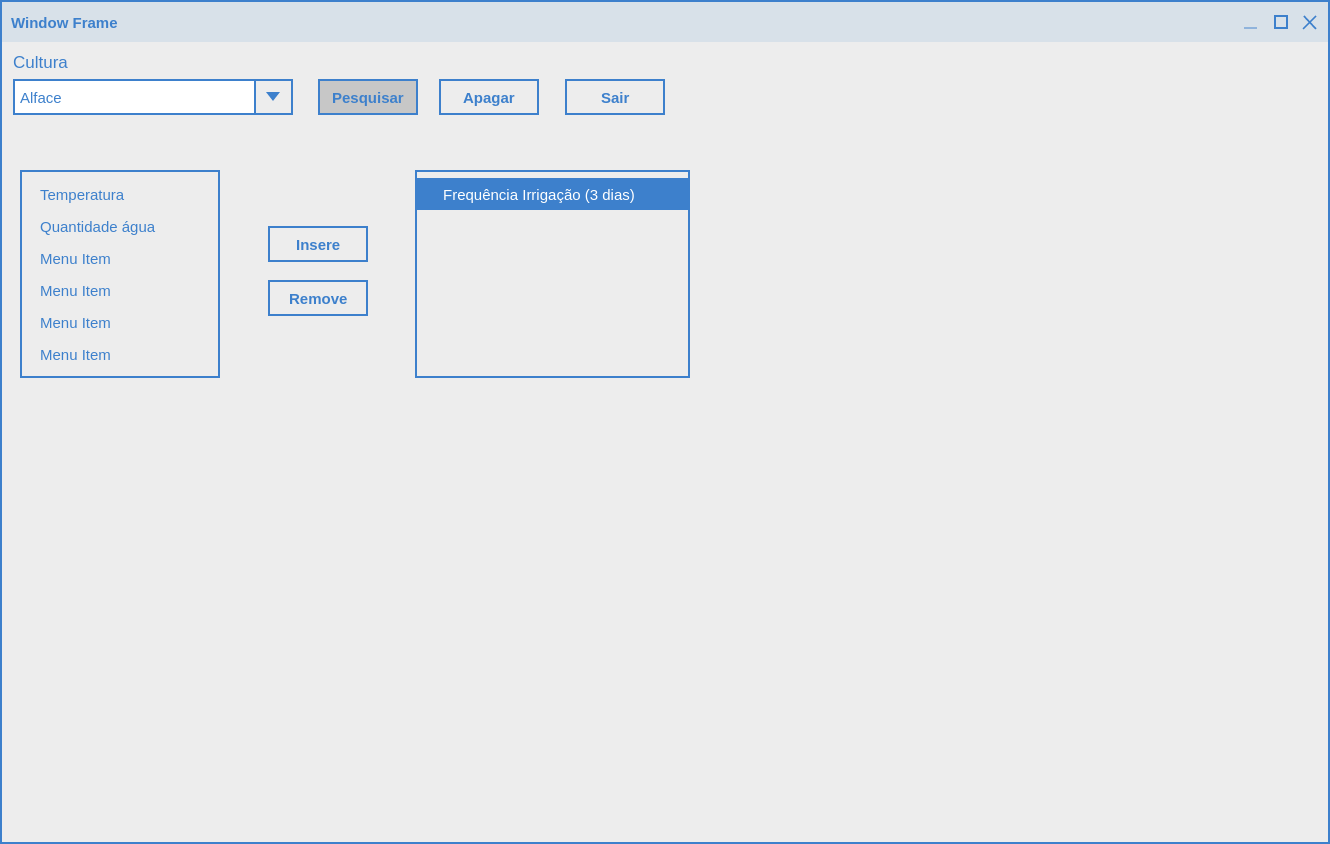 Window Frame
Cultura
Alface
Pesquisar
Apagar
Sair
Temperatura
Quantidade água
Menu Item
Menu Item
Menu Item
Menu Item
Insere
Remove
Frequência Irrigação (3 dias)